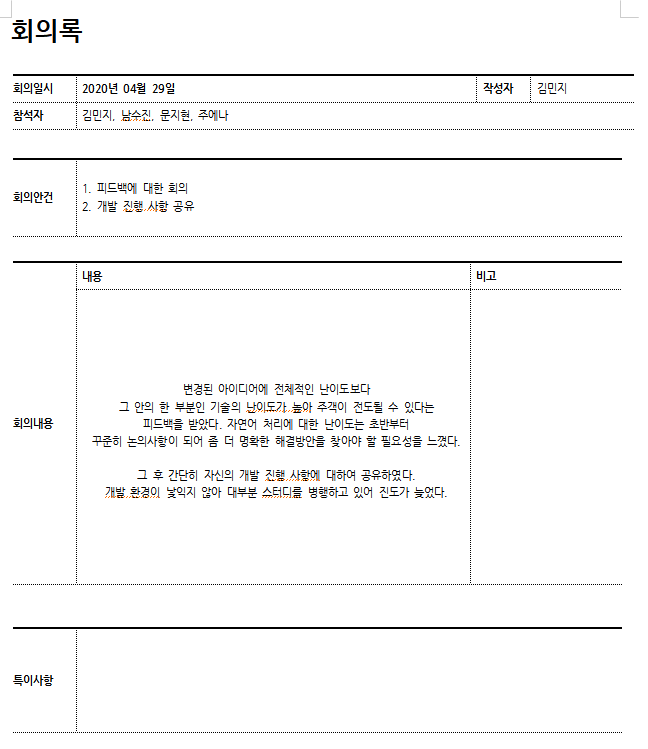 회의록
회의일시 2020년 04월 29일 작성자 김민지
참석자 김민지, 남수진, 문지현, 주에나
회의안건
1. 피드백에 대한 회의
2. 개발 진행 사항 공유
내용 비고
회의내용
변경된 아이디어에 전체적인 난이도보다
그 안의 한 부분인 기술의 난이도가 높아 주객이 전도될 수 있다는
피드백을 받았다. 자연어 처리에 대한 난이도는 초반부터
꾸준히 논의사항이 되어 좀 더 명확한 해결방안을 찾아야 할 필요성을 느꼈다.
그 후 간단히 자신의 개발 진행 사항에 대하여 공유하였다.
개발 환경이 낯익지 않아 대부분 스터디를 병행하고 있어 진도가 늦었다.
특이사항